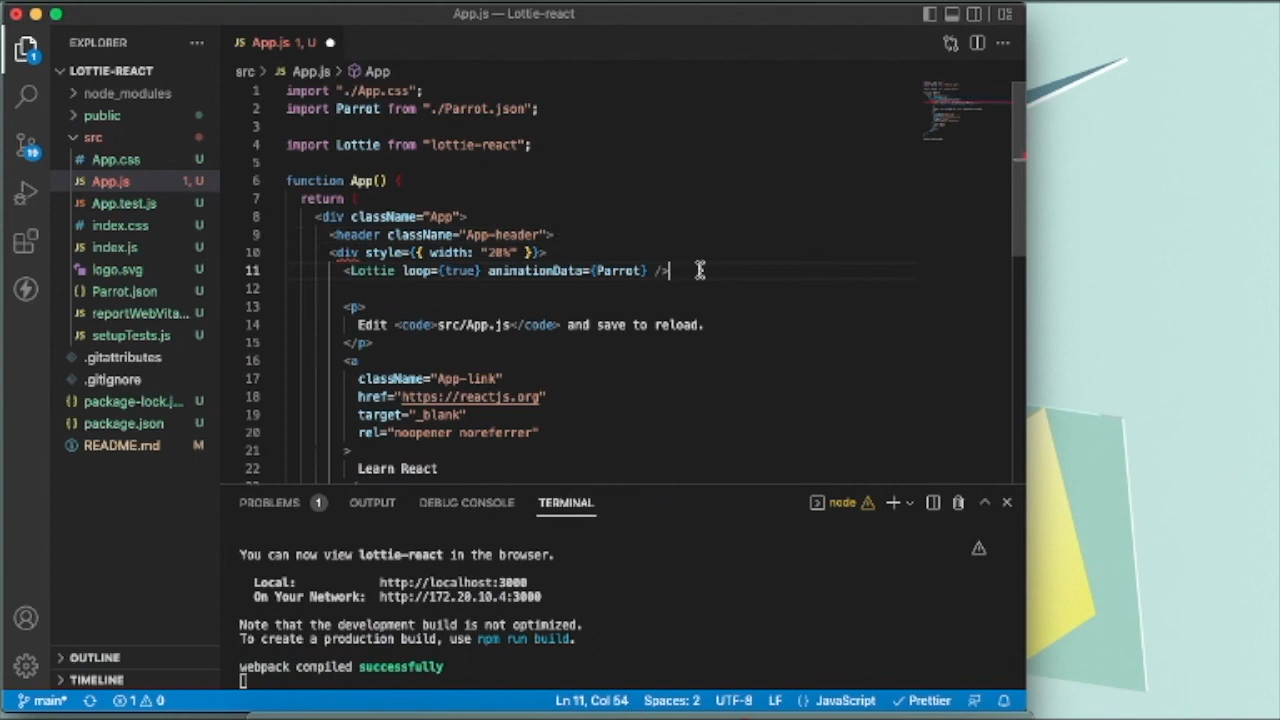 App.js — Lottie-react
EXPLORER
App.js 1, U
LOTTIE-REACT
node_modules
public
src
App.css U
App.js 1, U
App.test.js U
index.css U
index.js U
logo.svg U
Parrot.json U
reportWebVita... U
setupTests.js U
.gitattributes
.gitignore
package-lock.j... U
package.json U
README.md M
OUTLINE
TIMELINE
1
19
src > App.js > App
1 import "./App.css";
2 import Parrot from "./Parrot.json";
3
4 import Lottie from "lottie-react";
5
6 function App() {
7 return (
8 <div className="App">
9 <header className="App-header">
10 <div style={{ width: "20%" }}>
11 <Lottie loop={true} animationData={Parrot} />
12
13 <p>
14 Edit <code>src/App.js</code> and save to reload.
15 </p>
16 <a
17 className="App-link"
18 href="https://reactjs.org"
19 target="_blank"
20 rel="noopener noreferrer"
21 >
22 Learn React
PROBLEMS 1 OUTPUT DEBUG CONSOLE TERMINAL node
You can now view lottie-react in the browser.
Local: http://localhost:3000
On Your Network: http://172.20.10.4:3000
Note that the development build is not optimized.
To create a production build, use npm run build.
webpack compiled successfully
main* 1 0 Ln 11, Col 54 Spaces: 2 UTF-8 LF {} JavaScript Prettier